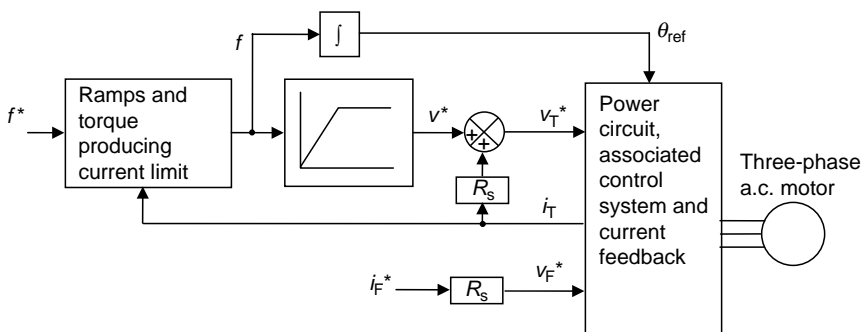 f
∫
θref
f*
Ramps and
torque
producing
current limit
v*
+
+
vT*
Rs
iT
iF*
Rs
vF*
Power
circuit,
associated
control
system and
current
feedback
Three-phase
a.c. motor